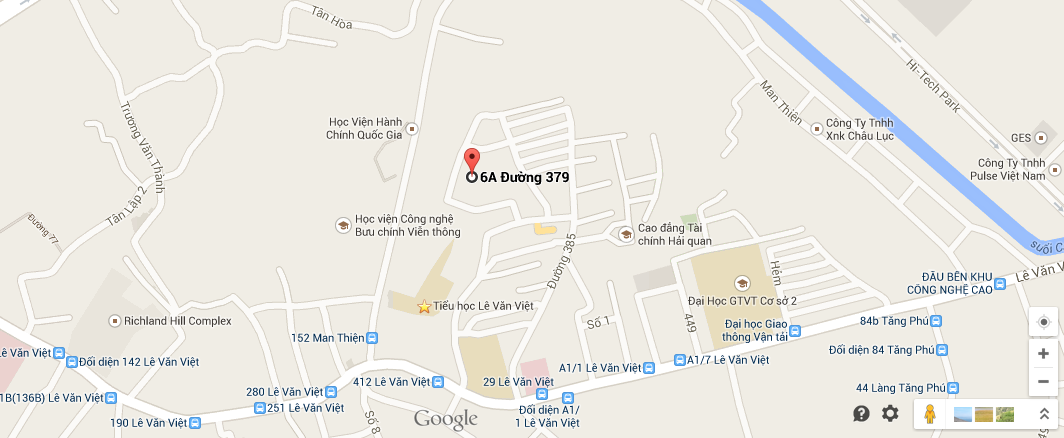 Tân Hòa
Hi-Tech Park
Man Thiện
Trương Văn Thành
Học Viện Hành
Chính Quốc Gia
Công Ty Tnhh
Xnk Châu Lục
GES
Công Ty Tnhh
Pulse Việt Nam
6A Đường 379
Tân Lập 2
Đường 77
Học viện Công nghệ
Bưu chính Viễn thông
Cao đẳng Tài
chính Hải quan
Đường 385
suối C
Hẻm
Lê Văn Vi
ĐẦU BẾN KHU
CÔNG NGHỆ CAO
Đại Học GTVT Cơ sở 2
Tiểu học Lê Văn Việt
Richland Hill Complex
Số 1
449
Đại học Giao
thông Vận tải
84b Tăng Phú
152 Man Thiện
Lê Văn Việt
Đối diện 142 Lê Văn Việt
Đối diện 84 Tăng Phú
A1/7 Lê Văn Việt
A1/1 Lê Văn Việt
412 Lê Văn Việt
29 Lê Văn Việt
44 Làng Tăng Phú
1B(136B) Lê Văn Việt
280 Lê Văn Việt
251 Lê Văn Việt
Đối diện A1/
1 Lê Văn Việt
190 Lê Văn Việt
Số 8
Google